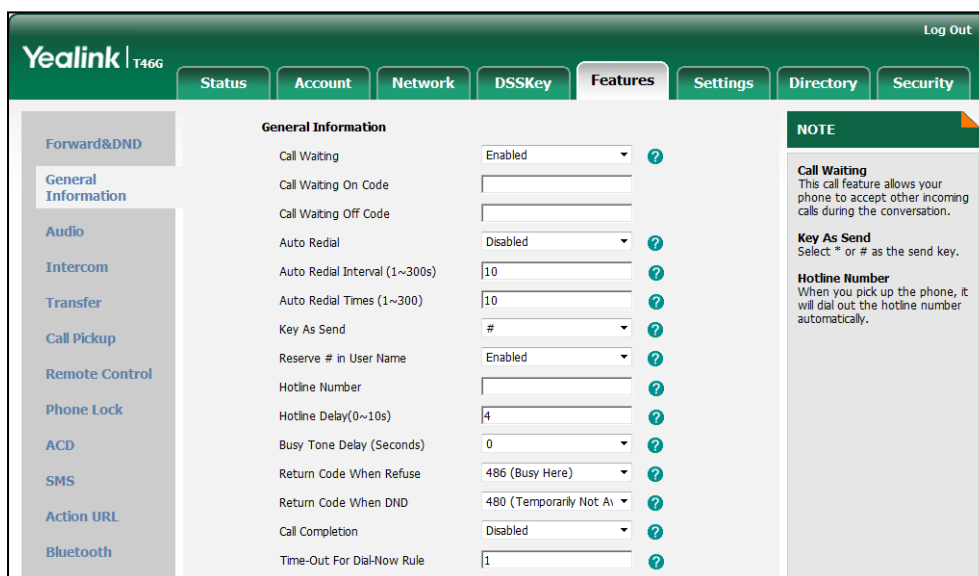 Log Out
Yealink | T46G
Status
Account
Network
DSSKey
Features
Settings
Directory
Security
Forward&DND
General
Information
Audio
Intercom
Transfer
Call Pickup
Remote Control
Phone Lock
ACD
SMS
Action URL
Bluetooth
General Information
Call Waiting Enabled ?
Call Waiting On Code
Call Waiting Off Code
Auto Redial Disabled ?
Auto Redial Interval (1~300s) 10 ?
Auto Redial Times (1~300) 10 ?
Key As Send # ?
Reserve # in User Name Enabled ?
Hotline Number ?
Hotline Delay(0~10s) 4 ?
Busy Tone Delay (Seconds) 0 ?
Return Code When Refuse 486 (Busy Here) ?
Return Code When DND 480 (Temporarily Not ?
Call Completion Disabled ?
Time-Out For Dial-Now Rule 1 ?
NOTE
Call Waiting
This call feature allows your
phone to accept other incoming
calls during the conversation.
Key As Send
Select * or # as the send key.
Hotline Number
When you pick up the phone, it
will dial out the hotline number
automatically.